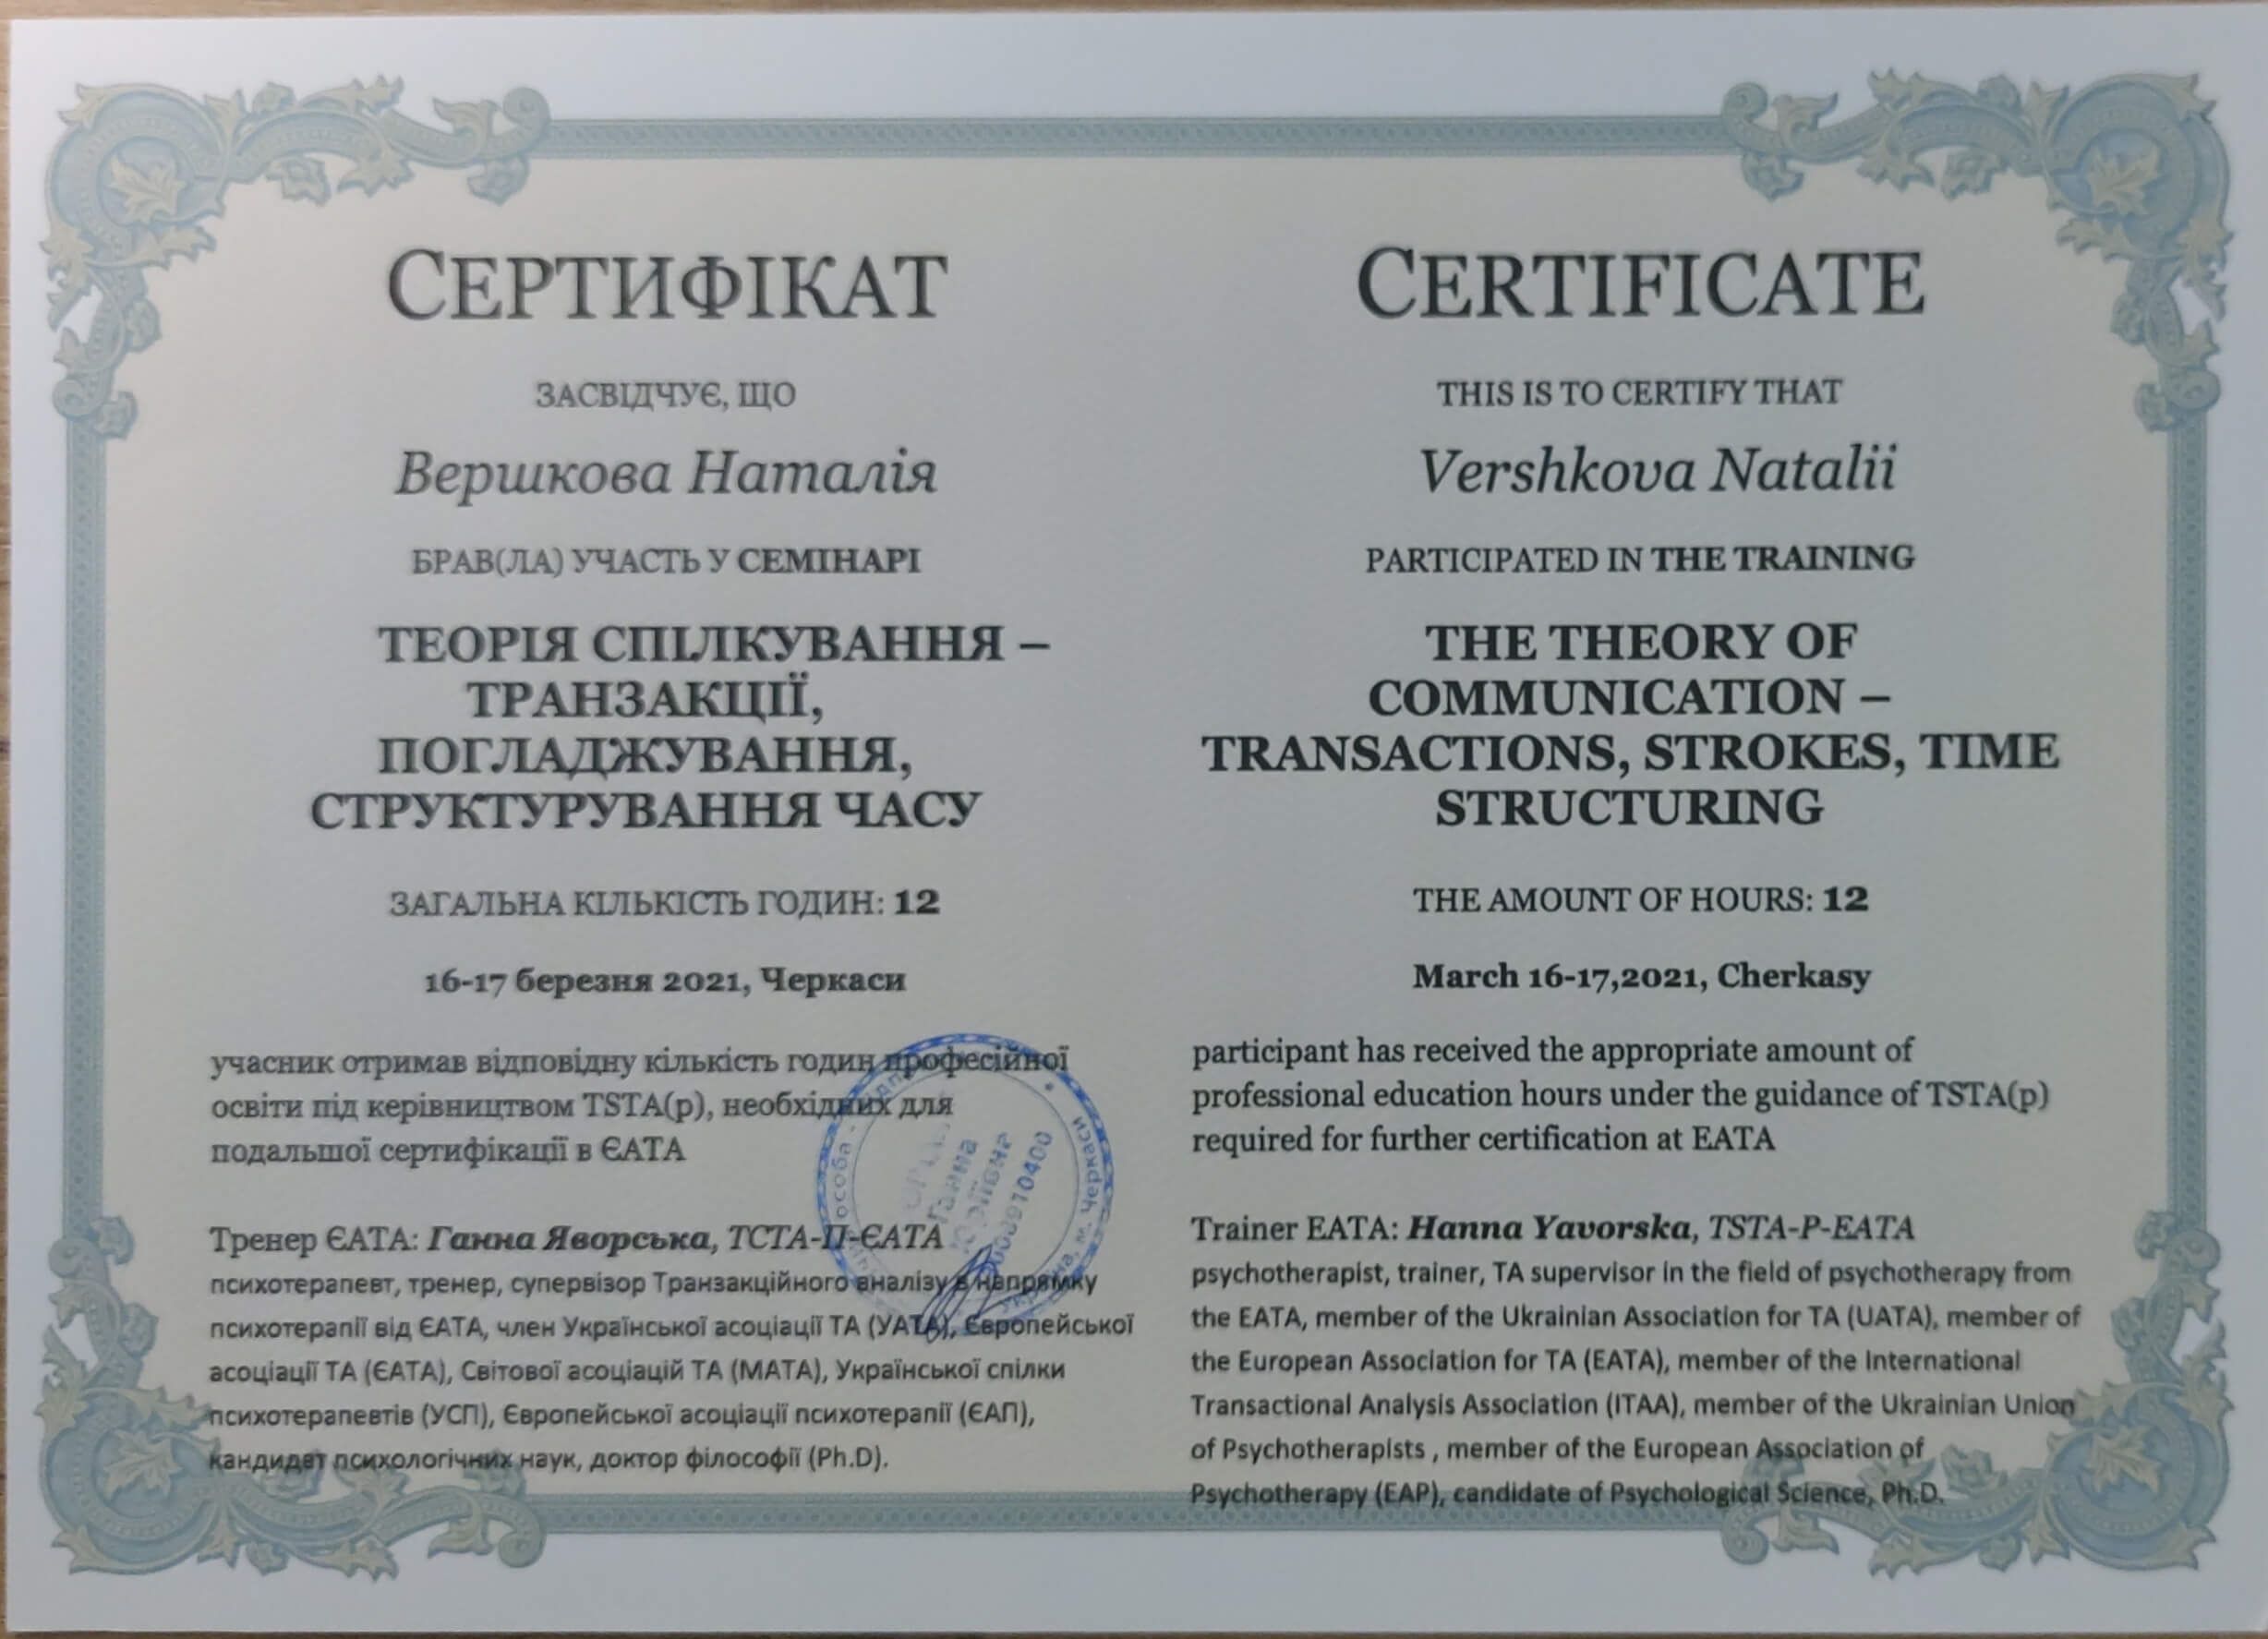 СЕРТИФІКАТ
ЗАСВІДЧУЄ, ЩО
Вершкова Наталія
БРАВ(ЛА) УЧАСТЬ У СЕМІНАРІ
ТЕОРІЯ СПІЛКУВАННЯ –
ТРАНЗАКЦІЇ,
ПОГЛАДЖУВАННЯ,
СТРУКТУРУВАННЯ ЧАСУ
ЗАГАЛЬНА КІЛЬКІСТЬ ГОДИН: 12
16-17 березня 2021, Черкаси
учасник отримав відповідну кількість годин професійної
освіти під керівництвом TSTA(p), необхідних для
подальшої сертифікації в ЄАТА
Тренер ЄАТА: Ганна Яворська, ТСТА-П-ЄАТА
психотерапевт, тренер, супервізор Транзакційного аналізу в напрямку
психотерапії від ЄАТА, член Української асоціації ТА (УАТА), Європейської
асоціації ТА (ЄАТА), Світової асоціацій ТА (МАТА), Української спілки
психотерапевтів (УСП), Європейської асоціації психотерапії (ЄАП),
кандидат психологічних наук, доктор філософії (Ph.D).
особа -
Ганна
Юріївна
м. Черкаси
CERTIFICATE
THIS IS TO CERTIFY THAT
Vershkova Natalii
PARTICIPATED IN THE TRAINING
THE THEORY OF
COMMUNICATION –
TRANSACTIONS, STROKES, TIME
STRUCTURING
THE AMOUNT OF HOURS: 12
March 16-17,2021, Cherkasy
participant has received the appropriate amount of
professional education hours under the guidance of TSTA(p)
required for further certification at EATA
Trainer EATA: Hanna Yavorska, TSTA-P-EATA
psychotherapist, trainer, TA supervisor in the field of psychotherapy from
the EATA, member of the Ukrainian Association for TA (UATA), member of
the European Association for TA (EATA), member of the International
Transactional Analysis Association (ITAA), member of the Ukrainian Union
of Psychotherapists , member of the European Association of
Psychotherapy (EAP), candidate of Psychological Science, Ph.D.